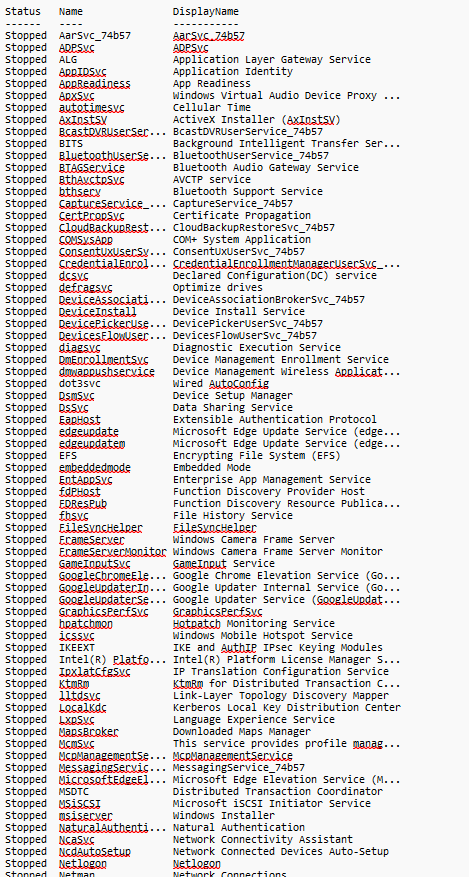 Status   Name               DisplayName
------   ----               -----------
Stopped  AarSvc_74b57       AarSvc_74b57
Stopped  ADPSvc             ADPSvc
Stopped  ALG                Application Layer Gateway Service
Stopped  AppIDSvc           Application Identity
Stopped  AppReadiness       App Readiness
Stopped  ApxSvc             Windows Virtual Audio Device Proxy ...
Stopped  autotimesvc        Cellular Time
Stopped  AxInstSV           ActiveX Installer (AxInstSV)
Stopped  BcastDVRUserSer... BcastDVRUserService_74b57
Stopped  BITS               Background Intelligent Transfer Ser...
Stopped  BluetoothUserSe... BluetoothUserService_74b57
Stopped  BTAGService        Bluetooth Audio Gateway Service
Stopped  BthAvctpSvc        AVCTP service
Stopped  bthserv            Bluetooth Support Service
Stopped  CaptureService_... CaptureService_74b57
Stopped  CertPropSvc        Certificate Propagation
Stopped  CloudBackupRest... CloudBackupRestoreSvc_74b57
Stopped  COMSysApp          COM+ System Application
Stopped  ConsentUxUserSv... ConsentUxUserSvc_74b57
Stopped  CredentialEnrol... CredentialEnrollmentManagerUserSvc_...
Stopped  dcsvc              Declared Configuration(DC) service
Stopped  defragsvc          Optimize drives
Stopped  DeviceAssociati... DeviceAssociationBrokerSvc_74b57
Stopped  DeviceInstall      Device Install Service
Stopped  DevicePickerUse... DevicePickerUserSvc_74b57
Stopped  DevicesFlowUser... DevicesFlowUserSvc_74b57
Stopped  diagsvc            Diagnostic Execution Service
Stopped  DmEnrollmentSvc    Device Management Enrollment Service
Stopped  dmwappushservice   Device Management Wireless Applicat...
Stopped  dot3svc            Wired AutoConfig
Stopped  DsmSvc             Device Setup Manager
Stopped  DsSvc              Data Sharing Service
Stopped  EapHost            Extensible Authentication Protocol
Stopped  edgeupdate         Microsoft Edge Update Service (edge...
Stopped  edgeupdatem        Microsoft Edge Update Service (edge...
Stopped  EFS                Encrypting File System (EFS)
Stopped  embeddedmode       Embedded Mode
Stopped  EntAppSvc          Enterprise App Management Service
Stopped  fdPHost            Function Discovery Provider Host
Stopped  FDResPub           Function Discovery Resource Publica...
Stopped  fhsvc              File History Service
Stopped  FileSyncHelper     FileSyncHelper
Stopped  FrameServer        Windows Camera Frame Server
Stopped  FrameServerMonitor Windows Camera Frame Server Monitor
Stopped  GameInputSvc       GameInput Service
Stopped  GoogleChromeEle... Google Chrome Elevation Service (Go...
Stopped  GoogleUpdaterIn... Google Updater Internal Service (Go...
Stopped  GoogleUpdaterSe... Google Updater Service (GoogleUpdat...
Stopped  GraphicsPerfSvc    GraphicsPerfSvc
Stopped  hpatchmon          Hotpatch Monitoring Service
Stopped  icssvc             Windows Mobile Hotspot Service
Stopped  IKEEXT             IKE and AuthIP IPsec Keying Modules
Stopped  Intel(R) Platfo... Intel(R) Platform License Manager S...
Stopped  IpxlatCfgSvc       IP Translation Configuration Service
Stopped  KtmRm              KtmRm for Distributed Transaction C...
Stopped  lltdsvc            Link-Layer Topology Discovery Mapper
Stopped  LocalKdc           Kerberos Local Key Distribution Center
Stopped  LxpSvc             Language Experience Service
Stopped  MapsBroker         Downloaded Maps Manager
Stopped  McmSvc             This service provides profile manag...
Stopped  McpManagementSe... McpManagementService
Stopped  MessagingServic... MessagingService_74b57
Stopped  MicrosoftEdgeEl... Microsoft Edge Elevation Service (M...
Stopped  MSDTC              Distributed Transaction Coordinator
Stopped  MSiSCSI            Microsoft iSCSI Initiator Service
Stopped  msiserver          Windows Installer
Stopped  NaturalAuthenti... Natural Authentication
Stopped  NcaSvc             Network Connectivity Assistant
Stopped  NcdAutoSetup       Network Connected Devices Auto-Setup
Stopped  Netlogon           Netlogon
Stopped  Netman             Network Connections